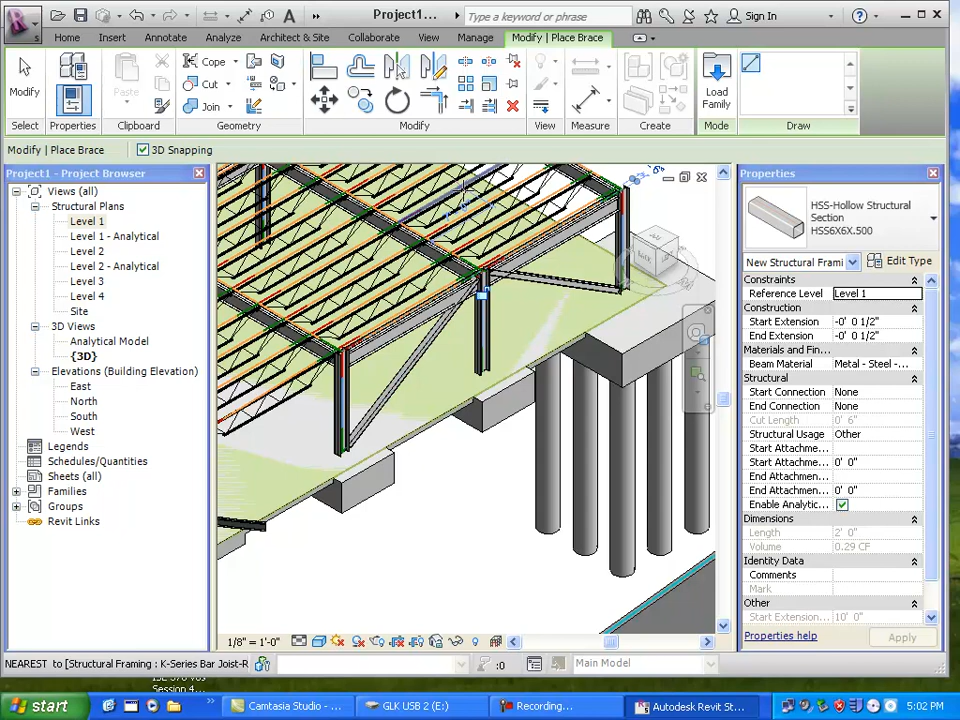 Project1...
Type a keyword or phrase
Sign In
Home Insert Annotate Analyze Architect & Site Collaborate View Manage Modify | Place Brace
Modify
Paste
Cope
Cut
Join
Load
Family
Select Properties Clipboard Geometry Modify View Measure Create Mode Draw
Modify | Place Brace 3D Snapping
Project1 - Project Browser
Views (all)
Structural Plans
Level 1
Level 1 - Analytical
Level 2
Level 2 - Analytical
Level 3
Level 4
Site
3D Views
Analytical Model
{3D}
Elevations (Building Elevation)
East
North
South
West
Legends
Schedules/Quantities
Sheets (all)
Families
Groups
Revit Links
Properties
HSS-Hollow Structural
Section
HSS6X6X.500
New Structural Frami
Edit Type
Constraints
Reference Level Level 1
Construction
Start Extension -0' 0 1/2"
End Extension -0' 0 1/2"
Materials and Fin...
Beam Material Metal - Steel -...
Structural
Start Connection None
End Connection None
Cut Length 0' 6"
Structural Usage Other
Start Attachme...
Start Attachme... 0' 0"
End Attachmen...
End Attachmen... 0' 0"
Enable Analytic...
Dimensions
Length 2' 0"
Volume 0.29 CF
Identity Data
Comments
Mark
Other
Start Extension... 10' 0"
Properties help
Apply
1/8" = 1'-0"
NEAREST to [Structural Framing : K-Series Bar Joist-R
:0
Main Model
Session 4...
start
Camtasia Studio - ...
GLK USB 2 (E:)
Recording...
Autodesk Revit St...
5:02 PM